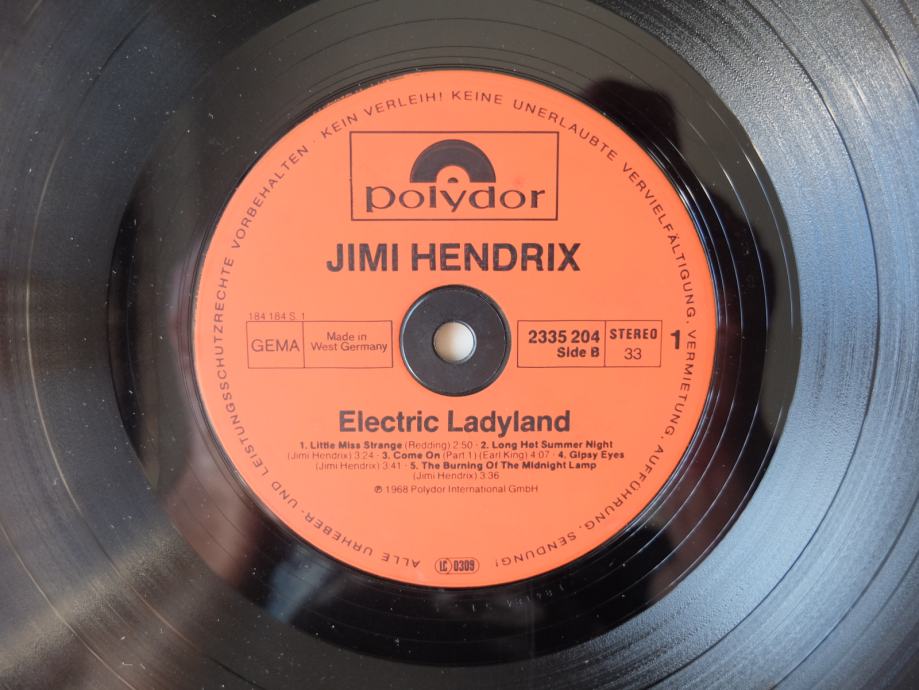 ALLE URHEBER- UND LEISTUNGSSCHUTZRECHTE VORBEHALTEN · KEIN VERLEIH! KEINE UNERLAUBTE VERVIELFÄLTIGUNG, VERMIETUNG, AUFFÜHRUNG, SENDUNG!
polydor
JIMI HENDRIX
184 184 S. 1
GEMA
Made in
West Germany
2335 204
Side B
STEREO
33
1
Electric Ladyland
1. Little Miss Strange (Redding) 2:50 · 2. Long Hot Summer Night
(Jimi Hendrix) 3:24 · 3. Come On (Part 1) (Earl King) 4:07 · 4. Gipsy Eyes
(Jimi Hendrix) 3:41 · 5. The Burning Of The Midnight Lamp
(Jimi Hendrix) 3:36
℗ 1968 Polydor International GmbH
LC 0309